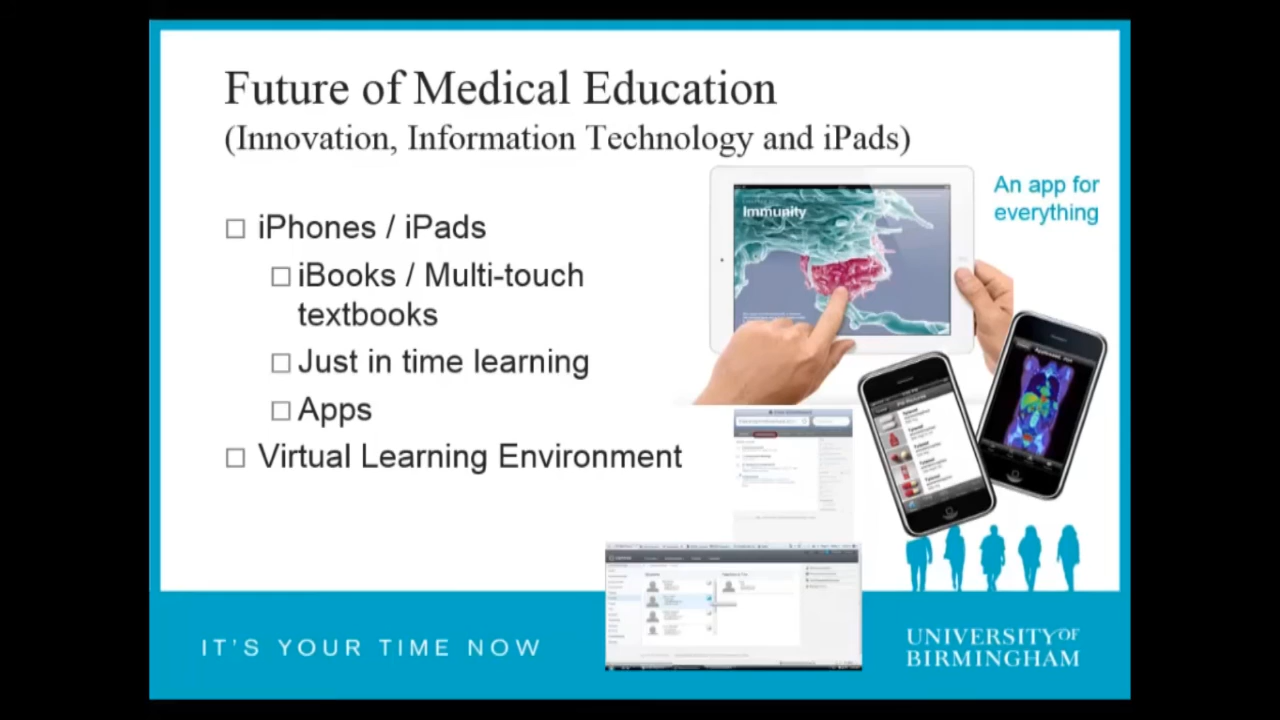 Future of Medical Education
(Innovation, Information Technology and iPads)
An app for
everything
iPhones / iPads
iBooks / Multi-touch
textbooks
Just in time learning
Apps
Virtual Learning Environment
Immunity
IT'S YOUR TIME NOW
UNIVERSITY OF
BIRMINGHAM